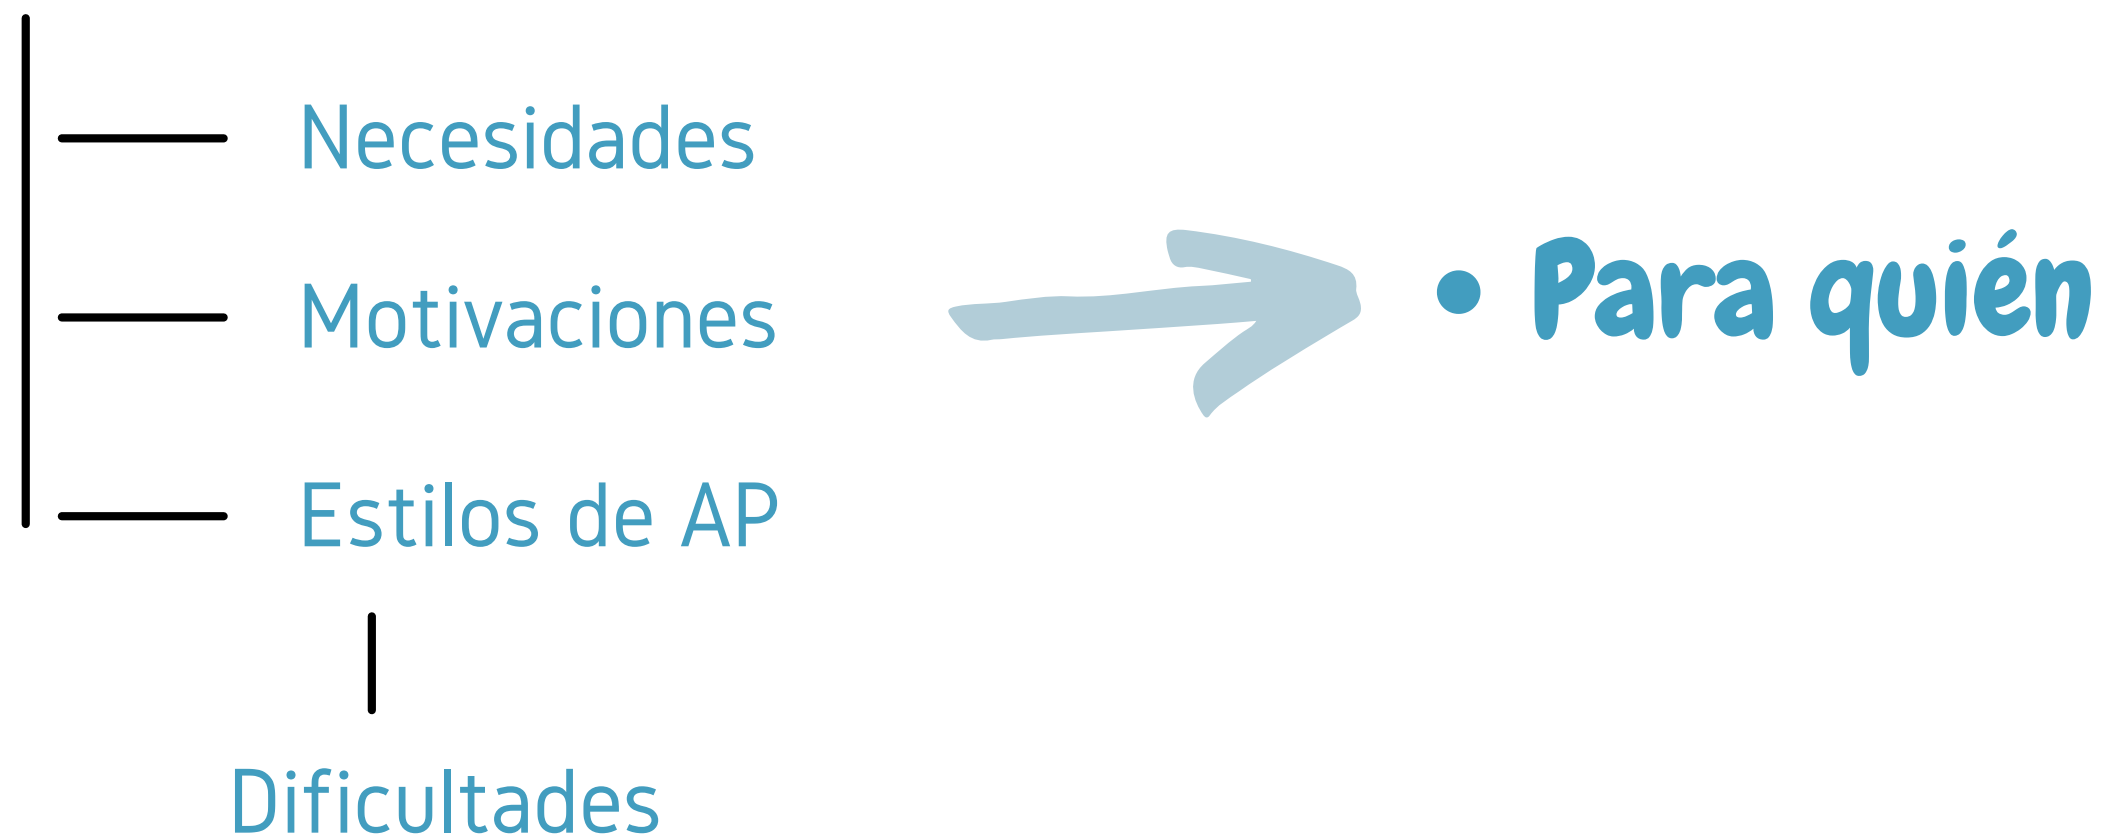 Necesidades
Motivaciones
Estilos de AP
Dificultades
• Para quién